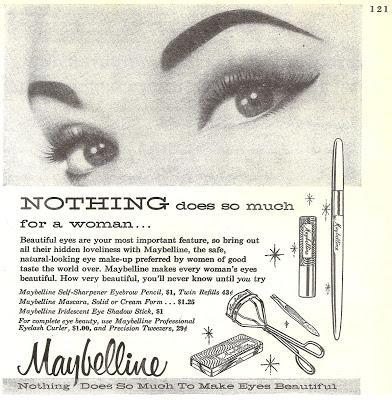 121
NOTHING does so much
for a woman...
Beautiful eyes are your most important feature, so bring out
all their hidden loveliness with Maybelline, the safe,
natural-looking eye make-up preferred by women of good
taste the world over. Maybelline makes every woman's eyes
beautiful. How very beautiful, you'll never know until you try
Maybelline Self-Sharpener Eyebrow Pencil, $1, Twin Refills 43¢
Maybelline Mascara, Solid or Cream Form . . . $1.25
Maybelline Iridescent Eye Shadow Stick, $1
For complete eye beauty, use Maybelline Professional
Eyelash Curler, $1.00, and Precision Tweezers, 29¢
Maybelline
Maybelline
Maybelline
Nothing Does So Much To Make Eyes Beautiful